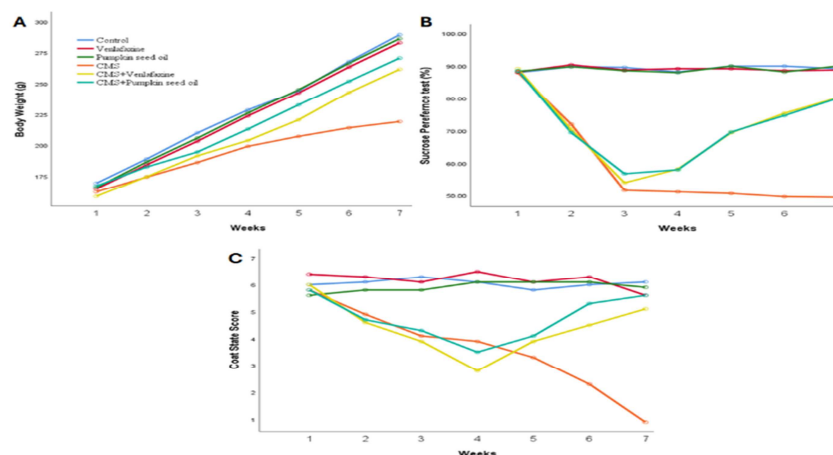 A
Body Weight (g)
300
275
250
225
200
175
Control
Venlafaxine
Pumpkin seed oil
CMS
CMS+Venlafaxine
CMS+Pumpkin seed oil
1 2 3 4 5 6 7
Weeks
B
Sucrose Perefernce test (%)
100.00
90.00
80.00
70.00
60.00
50.00
1 2 3 4 5 6
Weeks
C
Coat State Score
7
6
5
4
3
2
1
1 2 3 4 5 6 7
Weeks